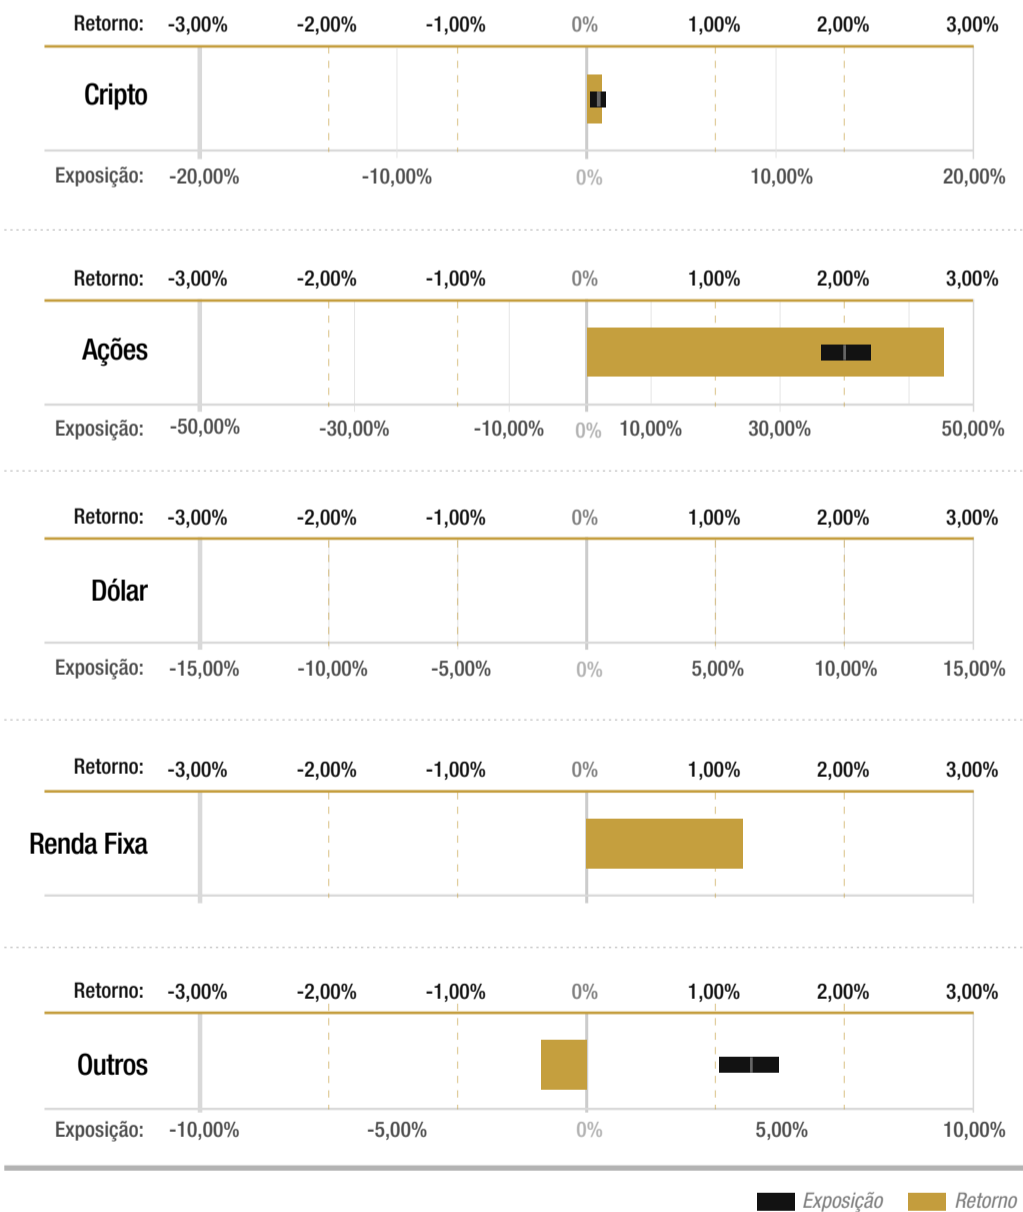 Retorno: -3,00% -2,00% -1,00% 0% 1,00% 2,00% 3,00%
Cripto
Exposição: -20,00% -10,00% 0% 10,00% 20,00%
Retorno: -3,00% -2,00% -1,00% 0% 1,00% 2,00% 3,00%
Ações
Exposição: -50,00% -30,00% -10,00% 0% 10,00% 30,00% 50,00%
Retorno: -3,00% -2,00% -1,00% 0% 1,00% 2,00% 3,00%
Dólar
Exposição: -15,00% -10,00% -5,00% 0% 5,00% 10,00% 15,00%
Retorno: -3,00% -2,00% -1,00% 0% 1,00% 2,00% 3,00%
Renda Fixa
Retorno: -3,00% -2,00% -1,00% 0% 1,00% 2,00% 3,00%
Outros
Exposição: -10,00% -5,00% 0% 5,00% 10,00%
Exposição Retorno